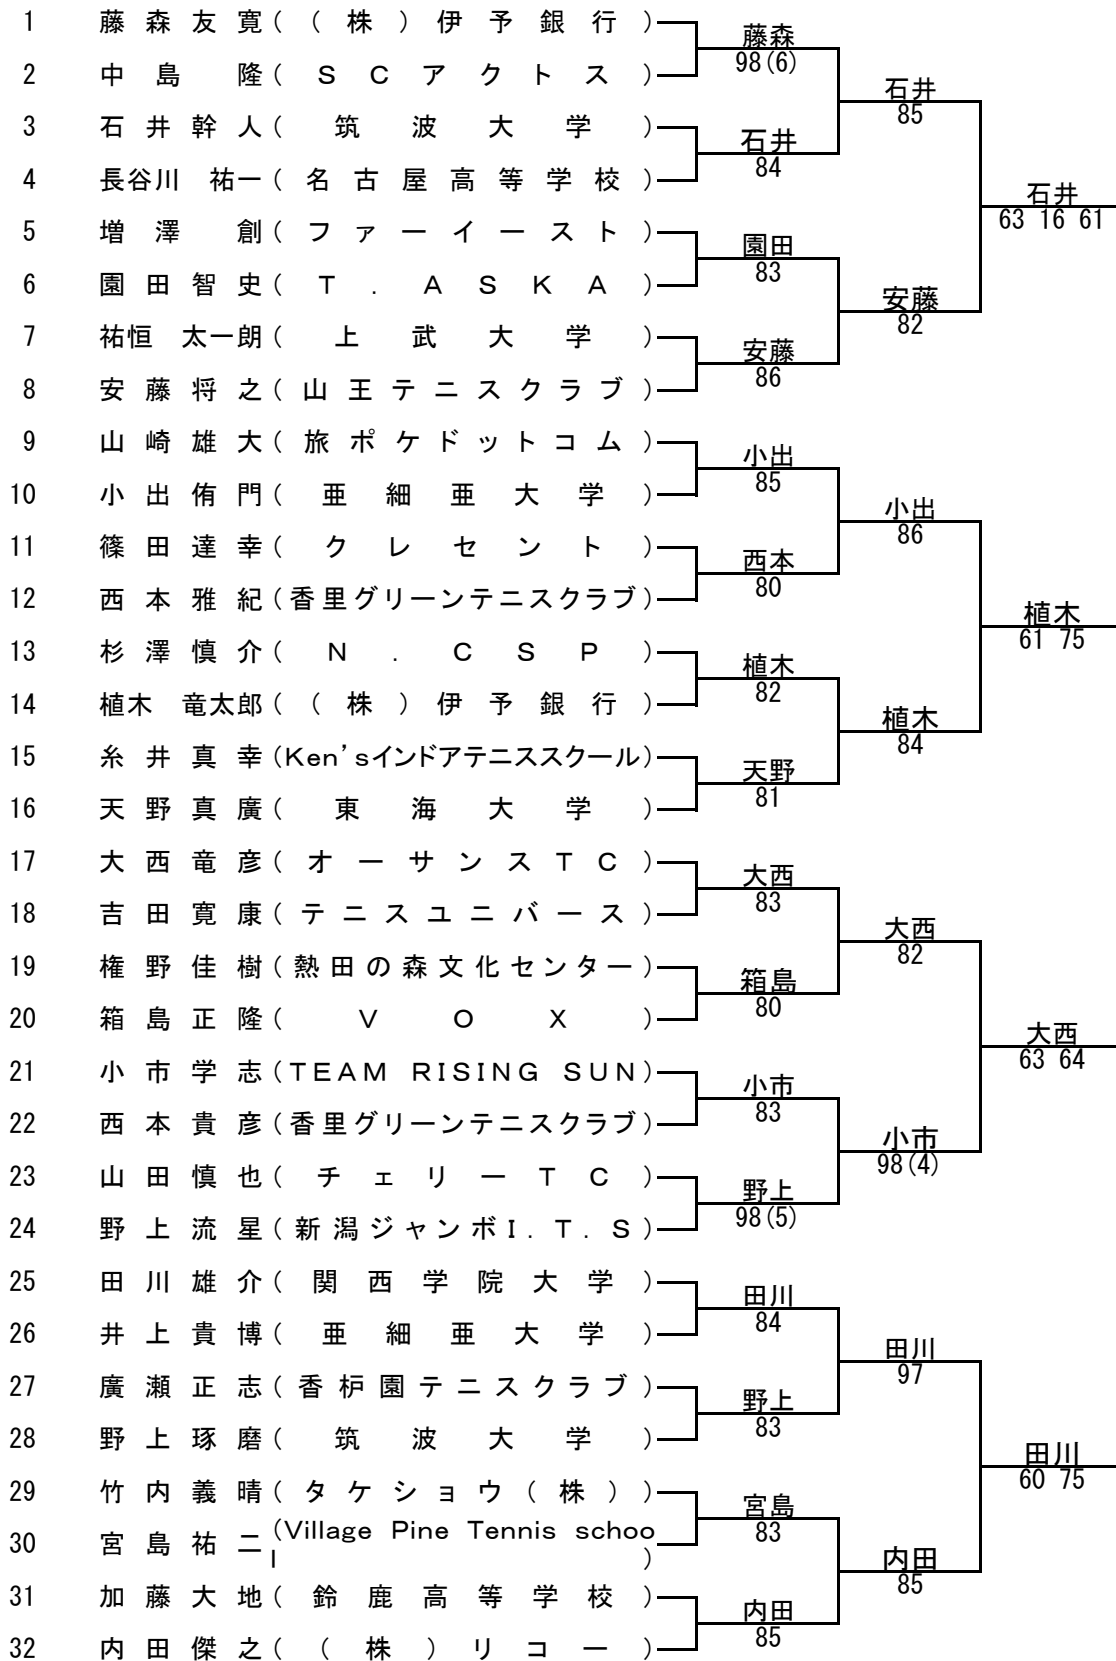 1 藤森友寛（（株）伊予銀行）
藤森
98(6)
2 中島 隆（SCアクトス）
石井
85
3 石井幹人（筑波大学）
石井
84
4 長谷川 祐一（名古屋高等学校）
石井
63 16 61
5 増澤 創（ファーイースト）
園田
83
6 園田智史（T.ASKA）
安藤
82
7 祐恒 太一朗（上武大学）
安藤
86
8 安藤将之（山王テニスクラブ）
9 山崎雄大（旅ポケドットコム）
小出
85
10 小出侑門（亜細亜大学）
小出
86
11 篠田達幸（クレセント）
西本
80
12 西本雅紀（香里グリーンテニスクラブ）
植木
61 75
13 杉澤慎介（N.CSP）
植木
82
14 植木 竜太郎（（株）伊予銀行）
植木
84
15 糸井真幸（Ken'sインドアテニススクール）
天野
81
16 天野真廣（東海大学）
17 大西竜彦（オーサンスTC）
大西
83
18 吉田寛康（テニスユニバース）
大西
82
19 権野佳樹（熱田の森文化センター）
箱島
80
20 箱島正隆（VOX）
大西
63 64
21 小市学志（TEAM RISING SUN）
小市
83
22 西本貴彦（香里グリーンテニスクラブ）
小市
98(4)
23 山田慎也（チェリーTC）
野上
98(5)
24 野上流星（新潟ジャンボI.T.S）
25 田川雄介（関西学院大学）
田川
84
26 井上貴博（亜細亜大学）
田川
97
27 廣瀬正志（香枦園テニスクラブ）
野上
83
28 野上琢磨（筑波大学）
田川
60 75
29 竹内義晴（タケショウ（株））
宮島
83
30 宮島祐二（Village Pine Tennis schoo
l）
内田
85
31 加藤大地（鈴鹿高等学校）
内田
85
32 内田傑之（（株）リコー）